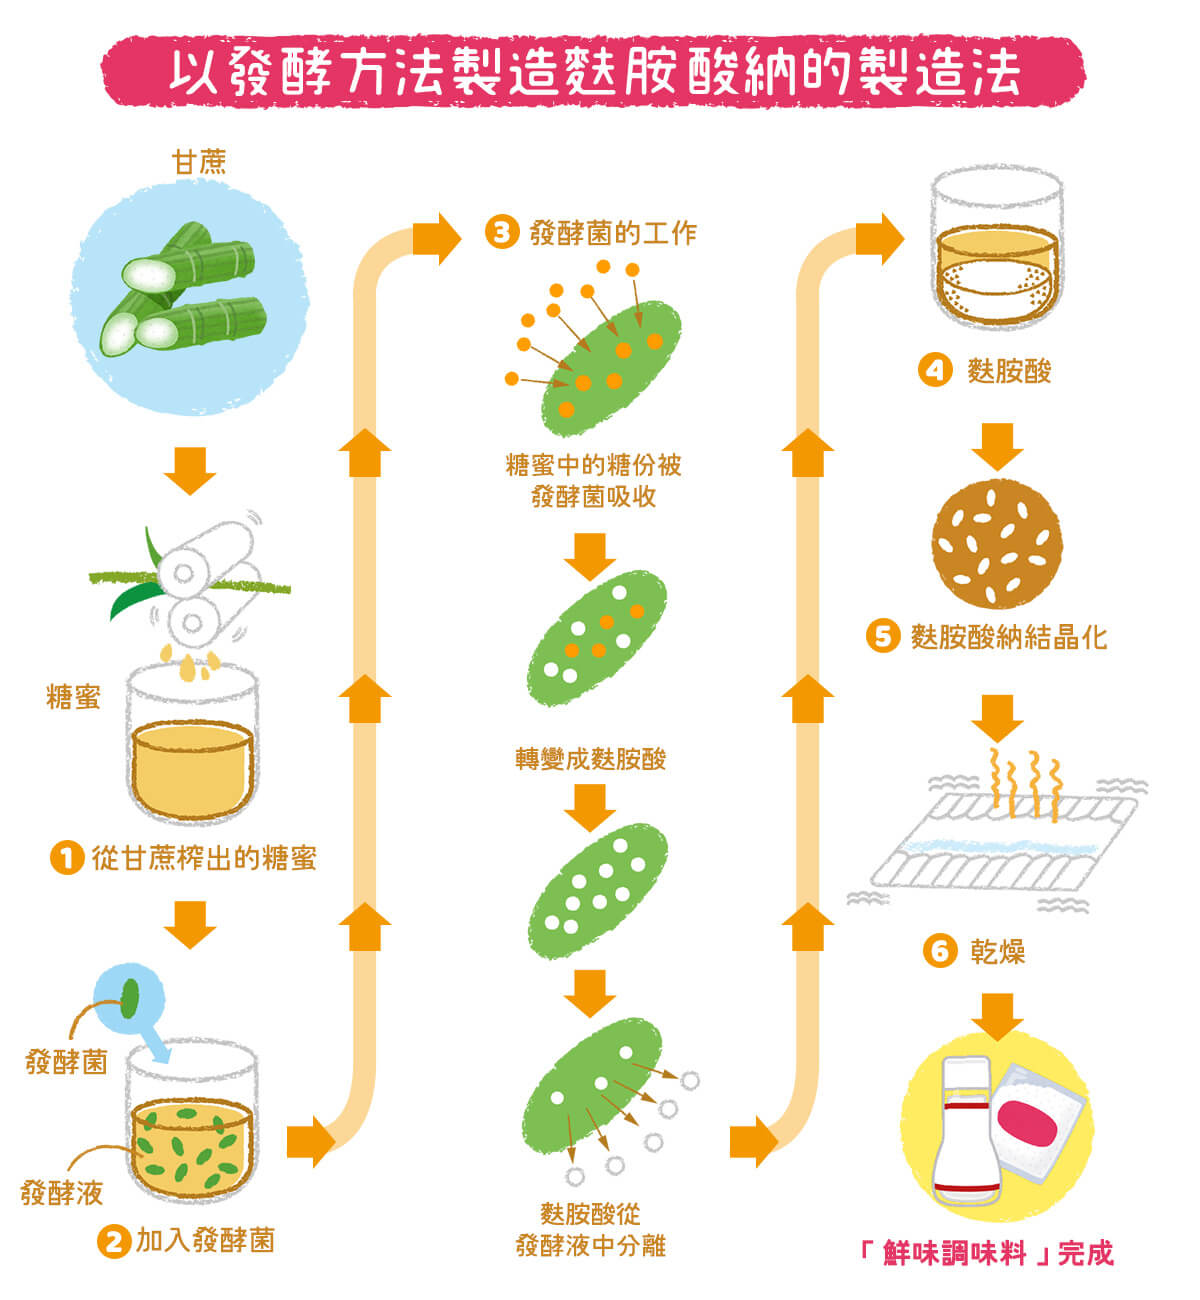 以發酵方法製造麩胺酸納的製造法
甘蔗
糖蜜
1 從甘蔗榨出的糖蜜
發酵菌
發酵液
2 加入發酵菌
3 發酵菌的工作
糖蜜中的糖份被
發酵菌吸收
轉變成麩胺酸
麩胺酸從
發酵液中分離
4 麩胺酸
5 麩胺酸納結晶化
6 乾燥
「鮮味調味料」完成